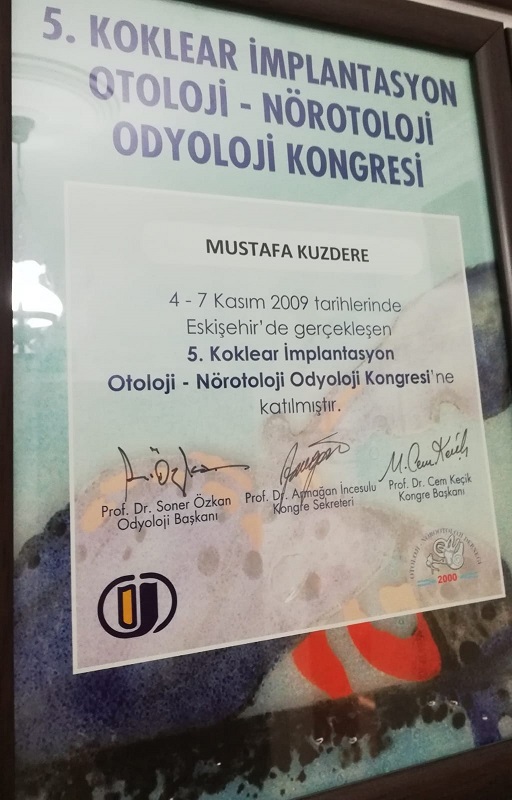 5. KOKLEAR İMPLANTASYON
OTOLOJİ - NÖROTOLOJİ
ODYOLOJİ KONGRESİ
MUSTAFA KUZDERE
4 - 7 Kasım 2009 tarihlerinde
Eskişehir'de gerçekleşen
5. Koklear İmplantasyon
Otoloji - Nörotoloji Odyoloji Kongresi'ne
katılmıştır.
Prof. Dr. Soner Özkan
Odyoloji Başkanı
Prof. Dr. Armağan İncesulu
Kongre Sekreteri
M. Cem Keçik
Prof. Dr. Cem Keçik
Kongre Başkanı
2000